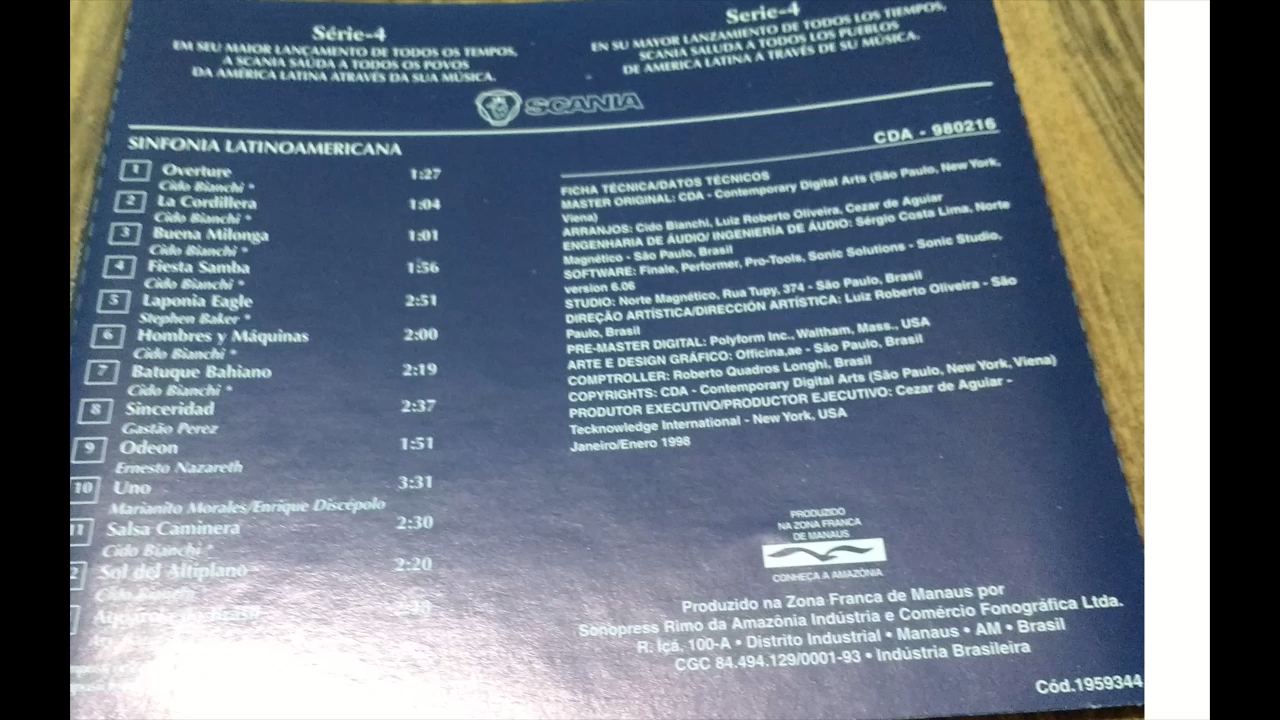 Série-4
EM SEU MAIOR LANÇAMENTO DE TODOS OS TEMPOS,
A SCANIA SAÚDA A TODOS OS POVOS
DA AMÉRICA LATINA ATRAVÉS DA SUA MÚSICA.
Serie-4
EN SU MAYOR LANZAMIENTO DE TODOS LOS TIEMPOS,
SCANIA SALUDA A TODOS LOS PUEBLOS
DE AMERICA LATINA A TRAVÉS DE SU MÚSICA.
SCANIA
SINFONIA LATINOAMERICANA
1 Overture 1:27
Cido Bianchi *
2 La Cordillera 1:04
Cido Bianchi *
3 Buena Milonga 1:01
Cido Bianchi *
4 Fiesta Samba 1:56
Cido Bianchi *
5 Laponia Eagle 2:51
Stephen Baker *
6 Hombres y Máquinas 2:00
Cido Bianchi *
7 Batuque Bahiano 2:19
Cido Bianchi *
8 Sinceridad 2:37
Gastão Perez
9 Odeon 1:51
Ernesto Nazareth
10 Uno 3:31
Marianito Morales/Enrique Discépolo
11 Salsa Caminera 2:30
Cido Bianchi *
2 Sol del Altiplano 2:20
Cido Bianchi *
CDA - 980216
FICHA TÉCNICA/DATOS TÉCNICOS
MASTER ORIGINAL: CDA - Contemporary Digital Arts (São Paulo, New York,
Viena)
ARRANJOS: Cido Bianchi, Luiz Roberto Oliveira, Cezar de Aguiar
ENGENHARIA DE ÁUDIO/ INGENIERÍA DE ÁUDIO: Sérgio Costa Lima, Norte
Magnético - São Paulo, Brasil
SOFTWARE: Finale, Performer, Pro-Tools, Sonic Solutions - Sonic Studio,
version 6.06
STUDIO: Norte Magnético, Rua Tupy, 374 - São Paulo, Brasil
DIREÇÃO ARTÍSTICA/DIRECCIÓN ARTÍSTICA: Luiz Roberto Oliveira - São
Paulo, Brasil
PRE-MASTER DIGITAL: Polyform Inc., Waltham, Mass., USA
ARTE E DESIGN GRÁFICO: Officina,ae - São Paulo, Brasil
COMPTROLLER: Roberto Quadros Longhi, Brasil
COPYRIGHTS: CDA - Contemporary Digital Arts (São Paulo, New York, Viena)
PRODUTOR EXECUTIVO/PRODUCTOR EJECUTIVO: Cezar de Aguiar -
Tecknowledge International - New York, USA
Janeiro/Enero 1998
PRODUZIDO
NA ZONA FRANCA
DE MANAUS
CONHEÇA A AMAZÔNIA
Produzido na Zona Franca de Manaus por
Sonopress Rimo da Amazônia Indústria e Comércio Fonográfica Ltda.
R. Içá, 100-A • Distrito Industrial • Manaus • AM • Brasil
CGC 84.494.129/0001-93 • Indústria Brasileira
Cód.1959344